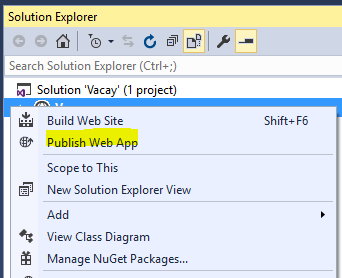 Solution Explorer
Search Solution Explorer (Ctrl+;)
Solution 'Vacay' (1 project)
Build Web Site Shift+F6
Publish Web App
Scope to This
New Solution Explorer View
Add
View Class Diagram
Manage NuGet Packages...